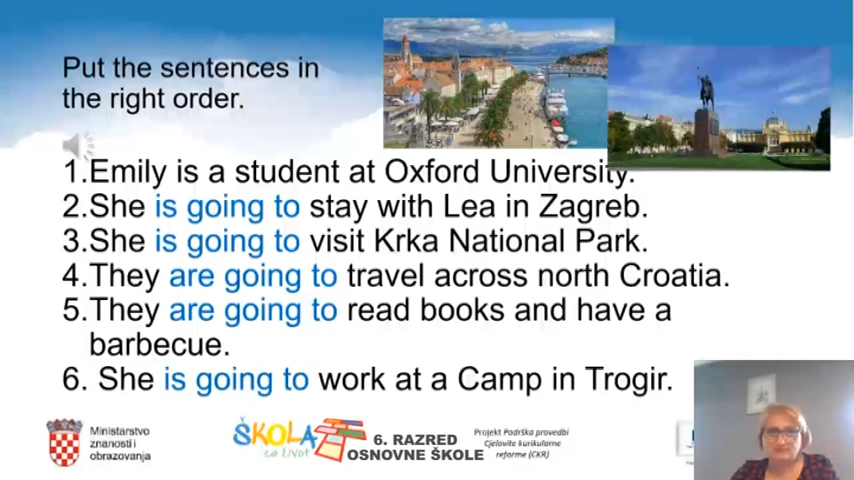 Put the sentences in
the right order.
1.Emily is a student at Oxford University.
2.She is going to stay with Lea in Zagreb.
3.She is going to visit Krka National Park.
4.They are going to travel across north Croatia.
5.They are going to read books and have a
barbecue.
6. She is going to work at a Camp in Trogir.
Ministarstvo
znanosti i
obrazovanja
ŠKOLA
za život
6. RAZRED
OSNOVNE ŠKOLE
Projekt Podrška provedbi
Cjelovite kurikularne
reforme (CKR)